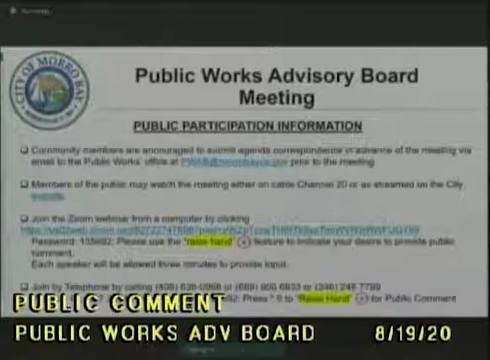 CITY OF MORRO BAY
Public Works Advisory Board
Meeting
PUBLIC PARTICIPATION INFORMATION
Community members are encouraged to submit agenda correspondence in advance of the meeting via
email to the Public Works' office at prior to the meeting
Members of the public may watch the meeting either on cable Channel 20 or as streamed on the City
website.
Join the Zoom webinar from a computer by clicking
Password: Please use the "raise hand" feature to indicate your desire to provide public
comment.
Each speaker will be allowed three minutes to provide input.
Join by Telephone by calling (408) or (669) 900 6833 or (346) 248 7799
Press * 9 to "Raise Hand" for Public Comment
PUBLIC COMMENT
PUBLIC WORKS ADV BOARD 8/19/20